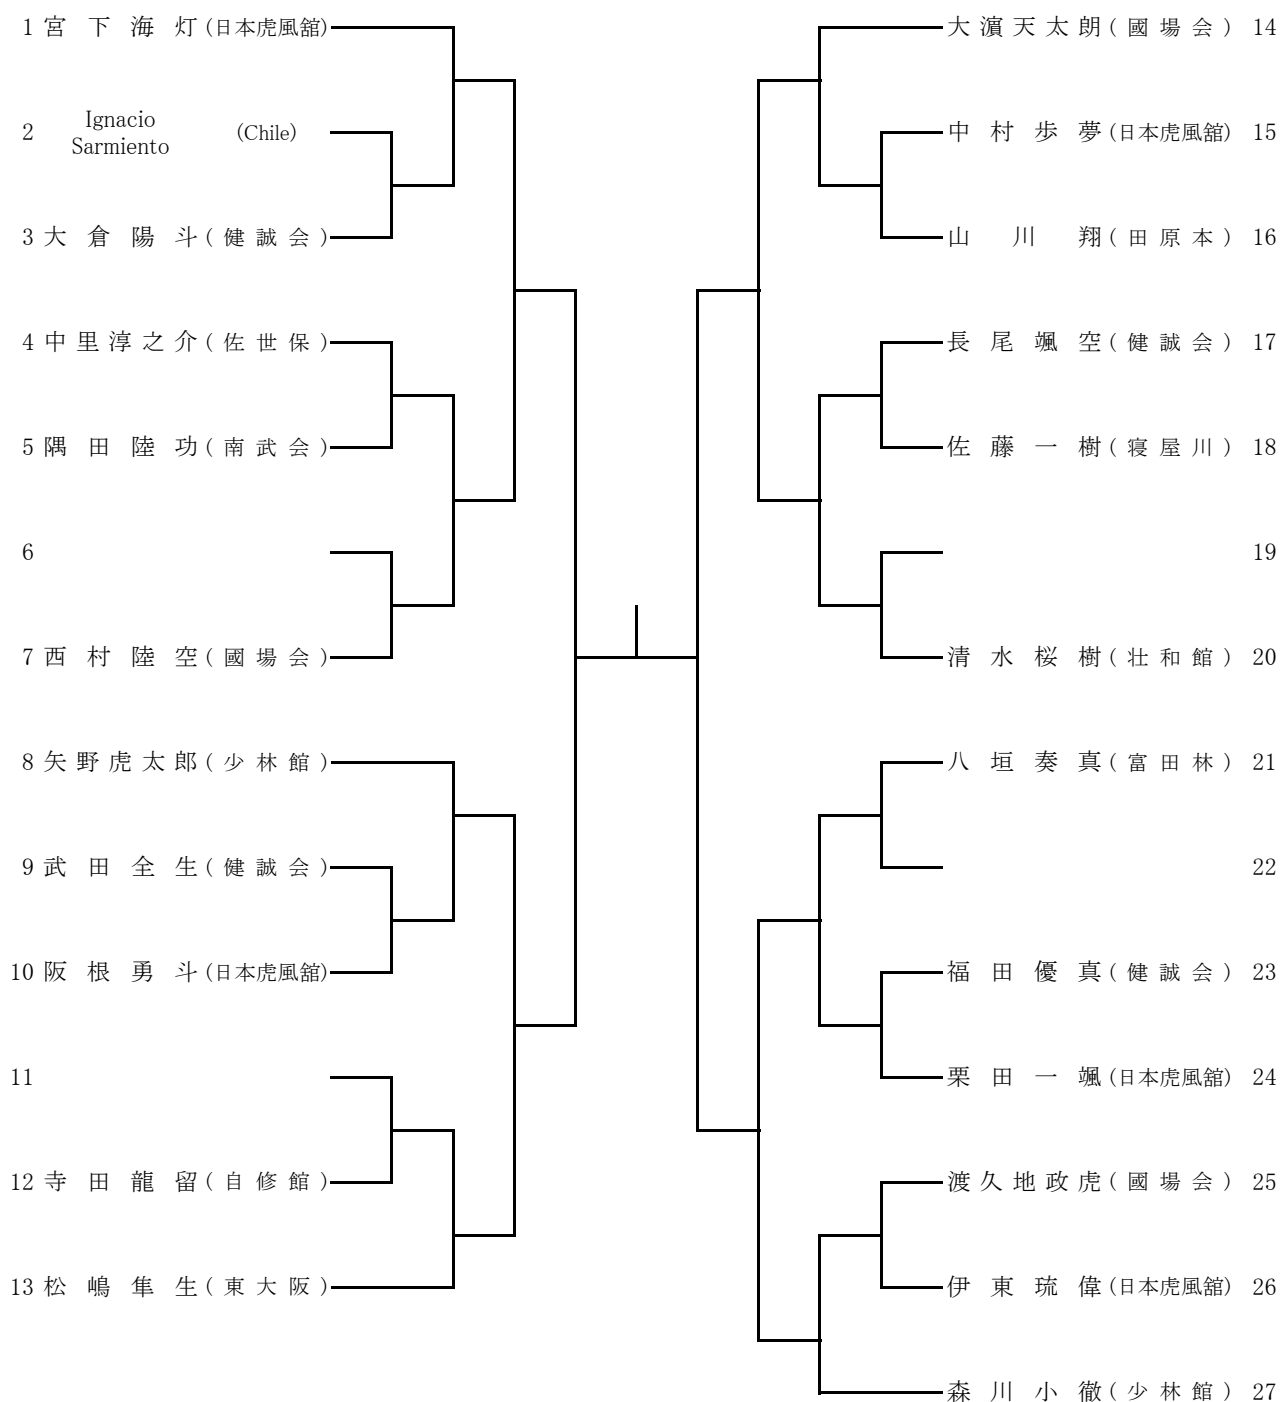 1 宮下海灯 (日本虎風舘)
2 Ignacio Sarmiento (Chile)
3 大倉陽斗 (健誠会)
4 中里淳之介 (佐世保)
5 隅田陸功 (南武会)
6
7 西村陸空 (國場会)
8 矢野虎太郎 (少林館)
9 武田全生 (健誠会)
10 阪根勇斗 (日本虎風舘)
11
12 寺田龍留 (自修館)
13 松嶋隼生 (東大阪)
大濵天太朗 (國場会) 14
中村歩夢 (日本虎風舘) 15
山川翔 (田原本) 16
長尾颯空 (健誠会) 17
佐藤一樹 (寝屋川) 18
19
清水桜樹 (壮和館) 20
八垣奏真 (富田林) 21
22
福田優真 (健誠会) 23
栗田一颯 (日本虎風舘) 24
渡久地政虎 (國場会) 25
伊東琉偉 (日本虎風舘) 26
森川小徹 (少林館) 27